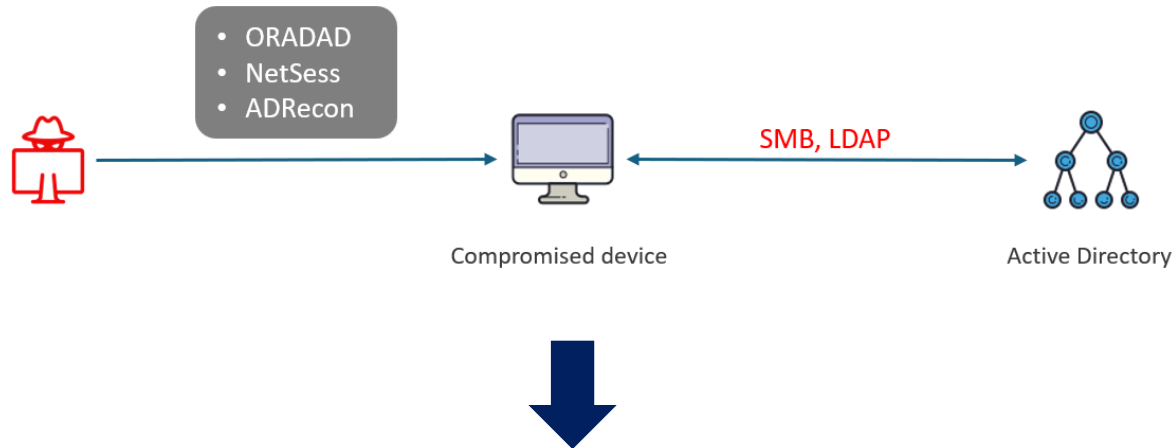 • ORADAD
• NetSess
• ADRecon
SMB, LDAP
Compromised device
Active Directory